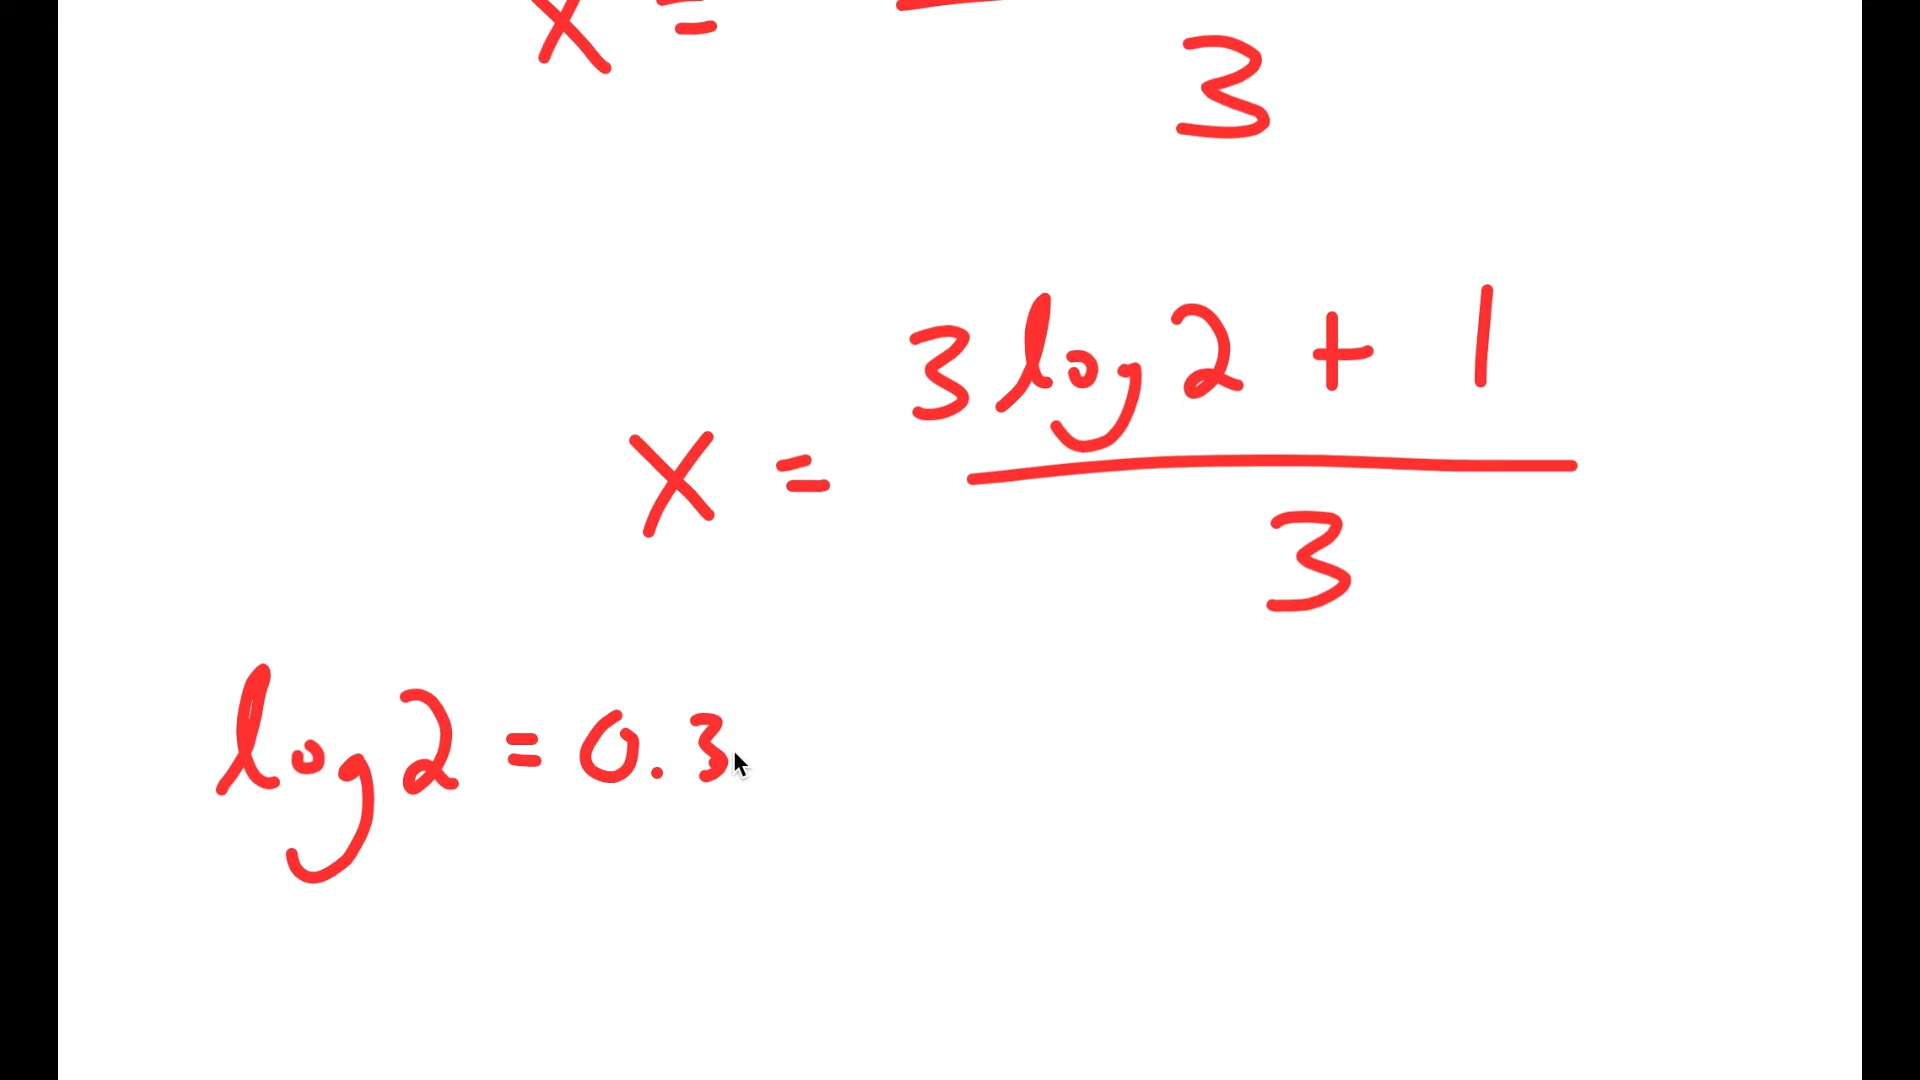 x =
3
3 log 2 + 1
x =
3
log 2 = 0.3